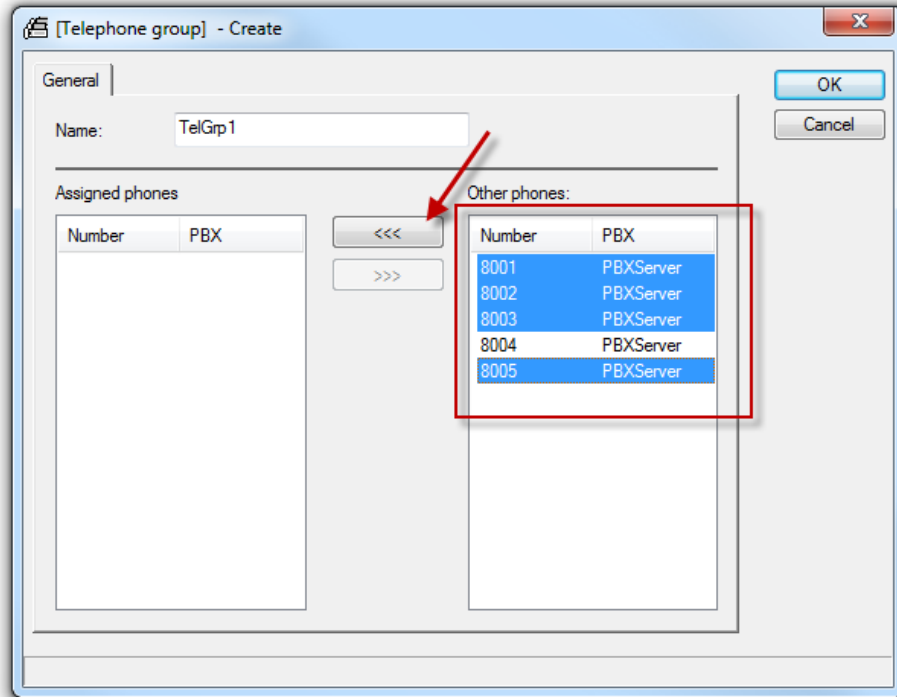 [Telephone group] - Create
General
OK
Cancel
Name: TelGrp1
Assigned phones
Other phones:
Number PBX
<<<
>>>
Number PBX
8001 PBXServer
8002 PBXServer
8003 PBXServer
8004 PBXServer
8005 PBXServer